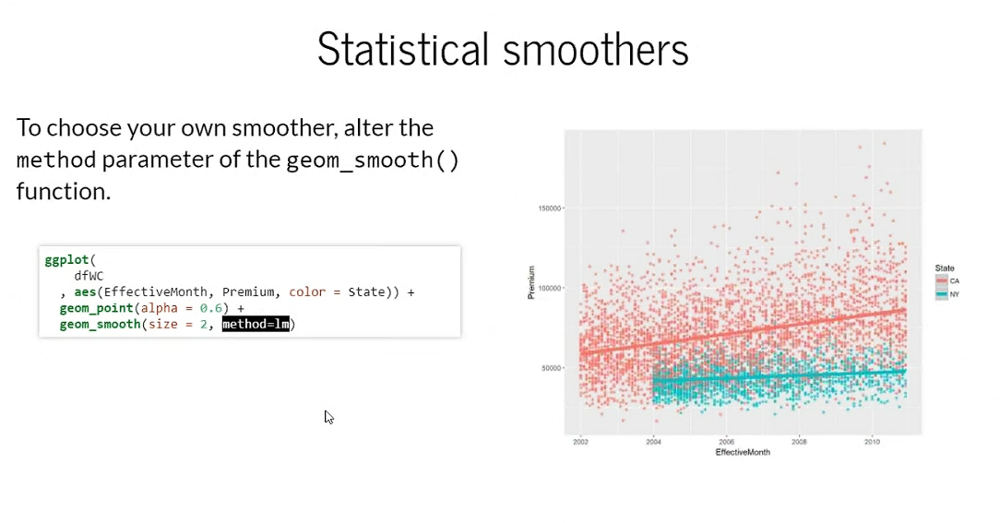 Statistical smoothers
To choose your own smoother, alter the
method parameter of the geom_smooth()
function.
ggplot(
dfWC
, aes(EffectiveMonth, Premium, color = State)) +
geom_point(alpha = 0.6) +
geom_smooth(size = 2, method=lm)
150000
100000
50000
Premium
2002 2004 2006 2008 2010
EffectiveMonth
State
CA
NY